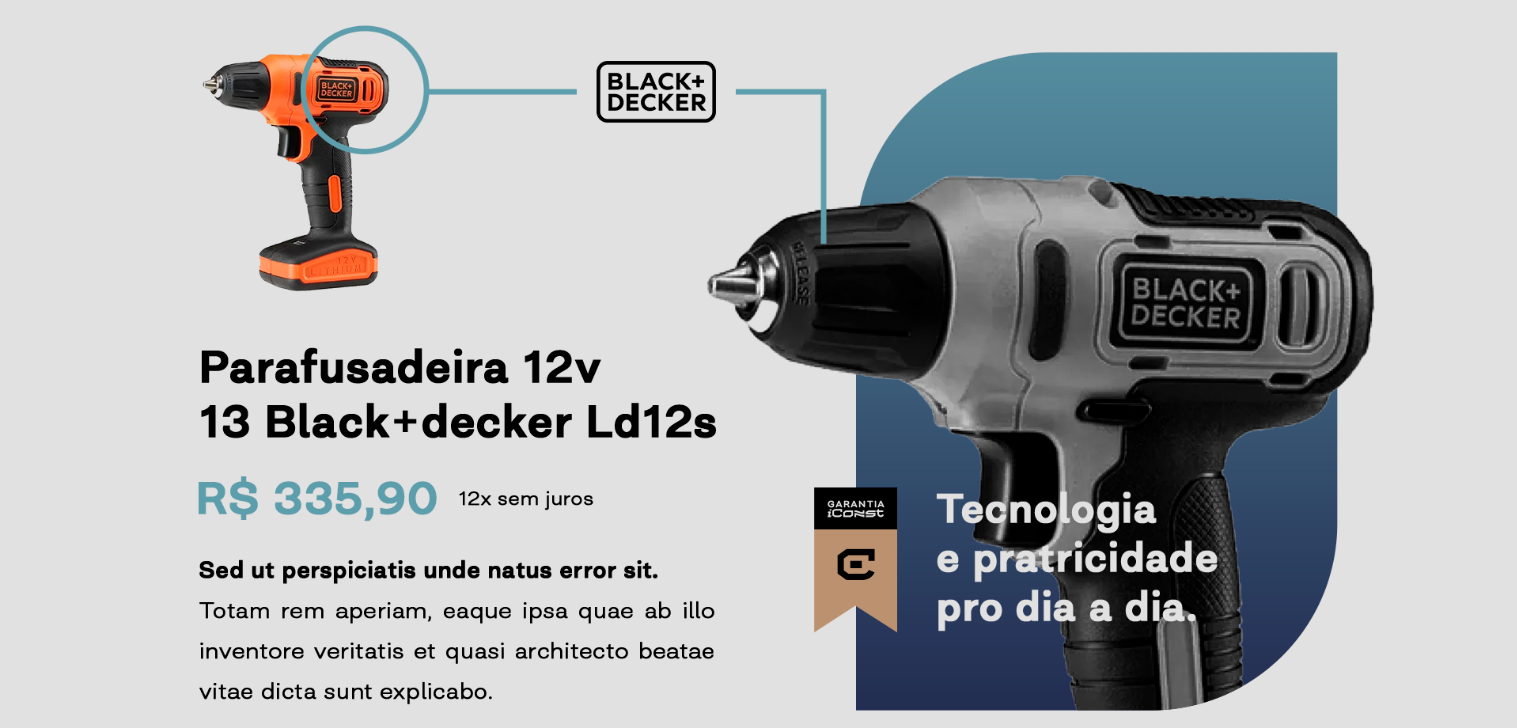 BLACK+
DECKER
12V
LITHIUM
BLACK+
DECKER
RELEASE
BLACK+
DECKER
Parafusadeira 12v
13 Black+decker Ld12s
R$ 335,90 12x sem juros
Sed ut perspiciatis unde natus error sit.
Totam rem aperiam, eaque ipsa quae ab illo
inventore veritatis et quasi architecto beatae
vitae dicta sunt explicabo.
GARANTIA
iCONST
Tecnologia
e pratricidade
pro dia a dia.